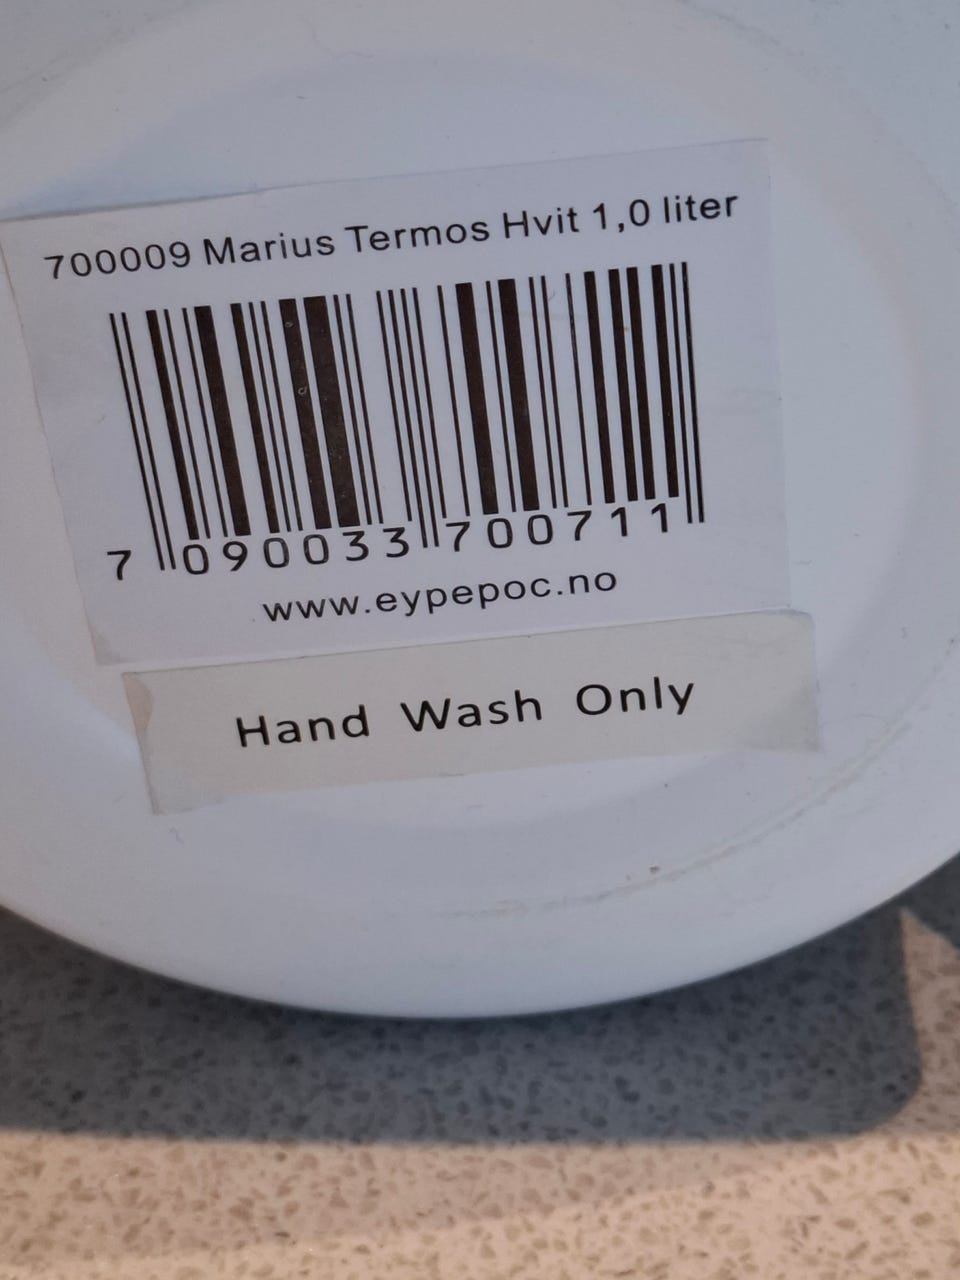 700009 Marius Termos Hvit 1,0 liter
7 090033 700711
www.eypepoc.no
Hand Wash Only